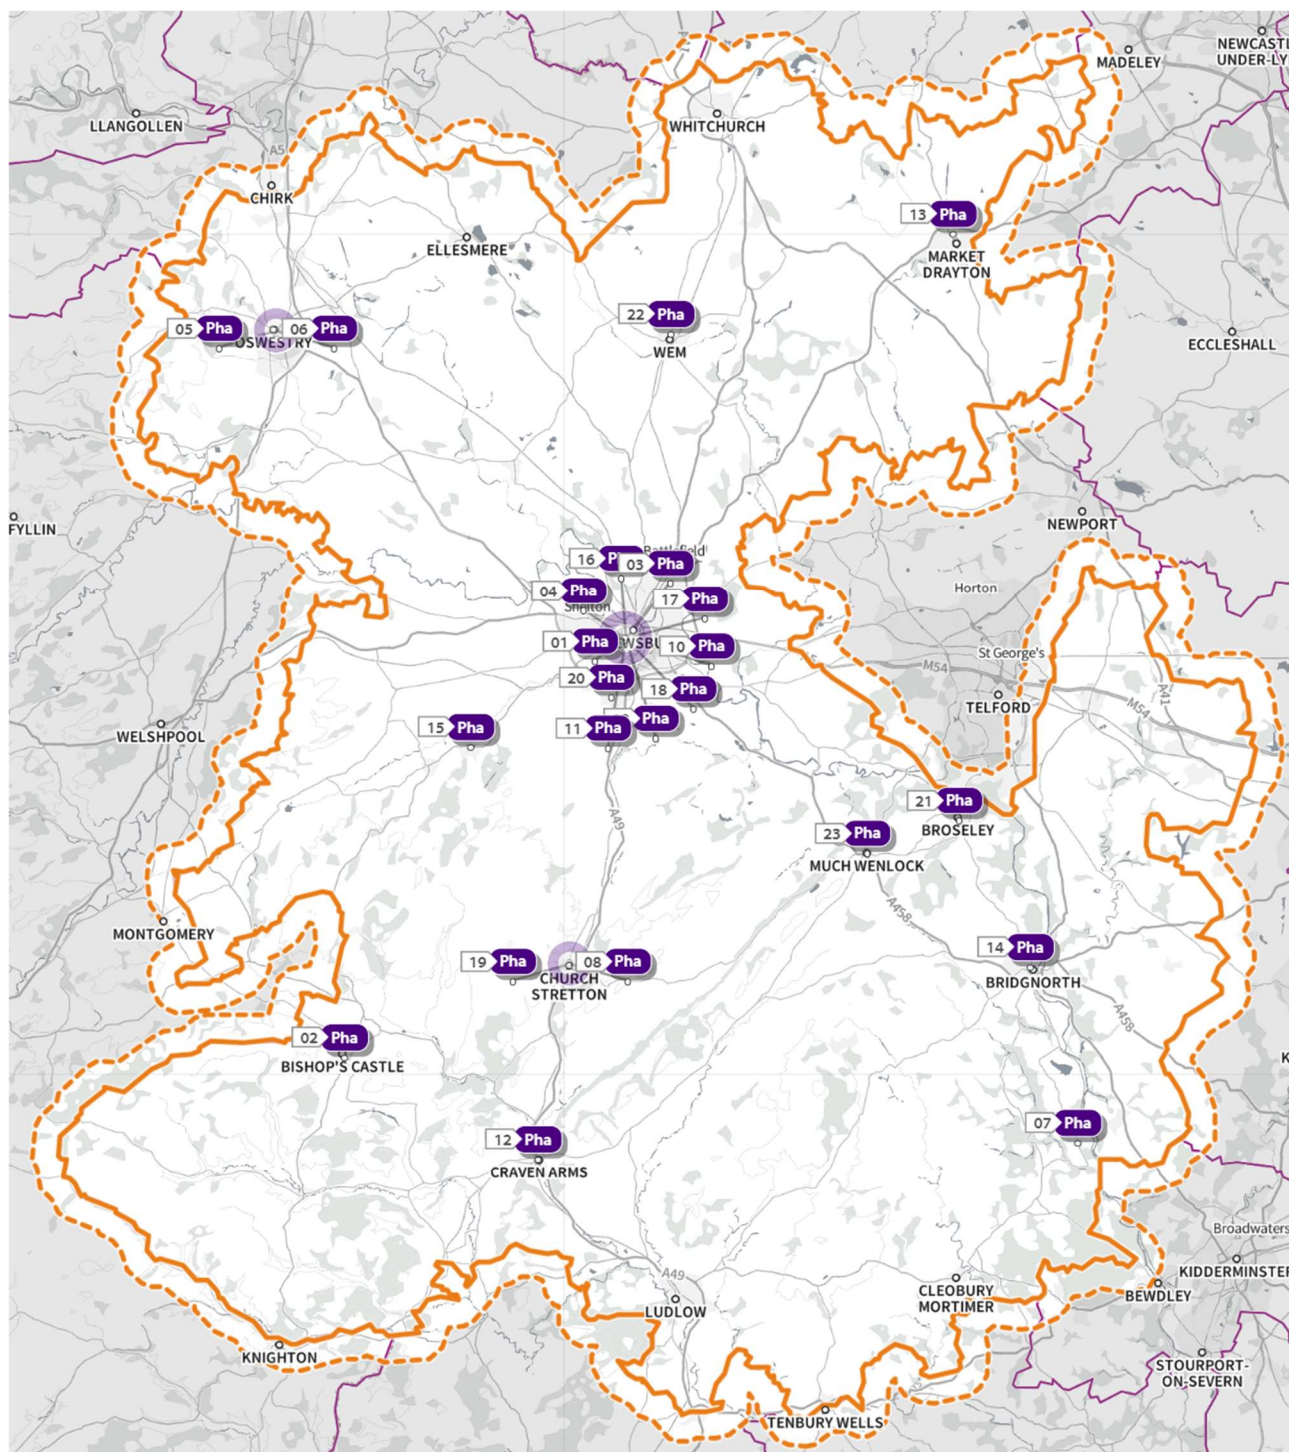 NEWCASTL
UNDER-LY
MADELEY
LLANGOLLEN
WHITCHURCH
A5
CHIRK
13 Pha
ELLESMERE
MARKET
DRAYTON
22 Pha
05 Pha
06 Pha
OSWESTRY
WEM
ECCLESHALL
FYLLIN
NEWPORT
16
03 Pha
04 Pha
Horton
17 Pha
01 Pha
10 Pha
St George's
M54
20 Pha
18 Pha
A41
M54
TELFORD
15 Pha
11 Pha
Pha
WELSHPOOL
21 Pha
A49
BROSELEY
23 Pha
MUCH WENLOCK
A458
MONTGOMERY
14 Pha
19 Pha
08 Pha
CHURCH
STRETTON
BRIDGNORTH
A458
02 Pha
K
BISHOP'S CASTLE
07 Pha
12 Pha
CRAVEN ARMS
Broadwaters
A49
KIDDERMINSTER
CLEOBURY
MORTIMER
BEWDLEY
LUDLOW
KNIGHTON
STOURPORT-
ON-SEVERN
TENBURY WELLS